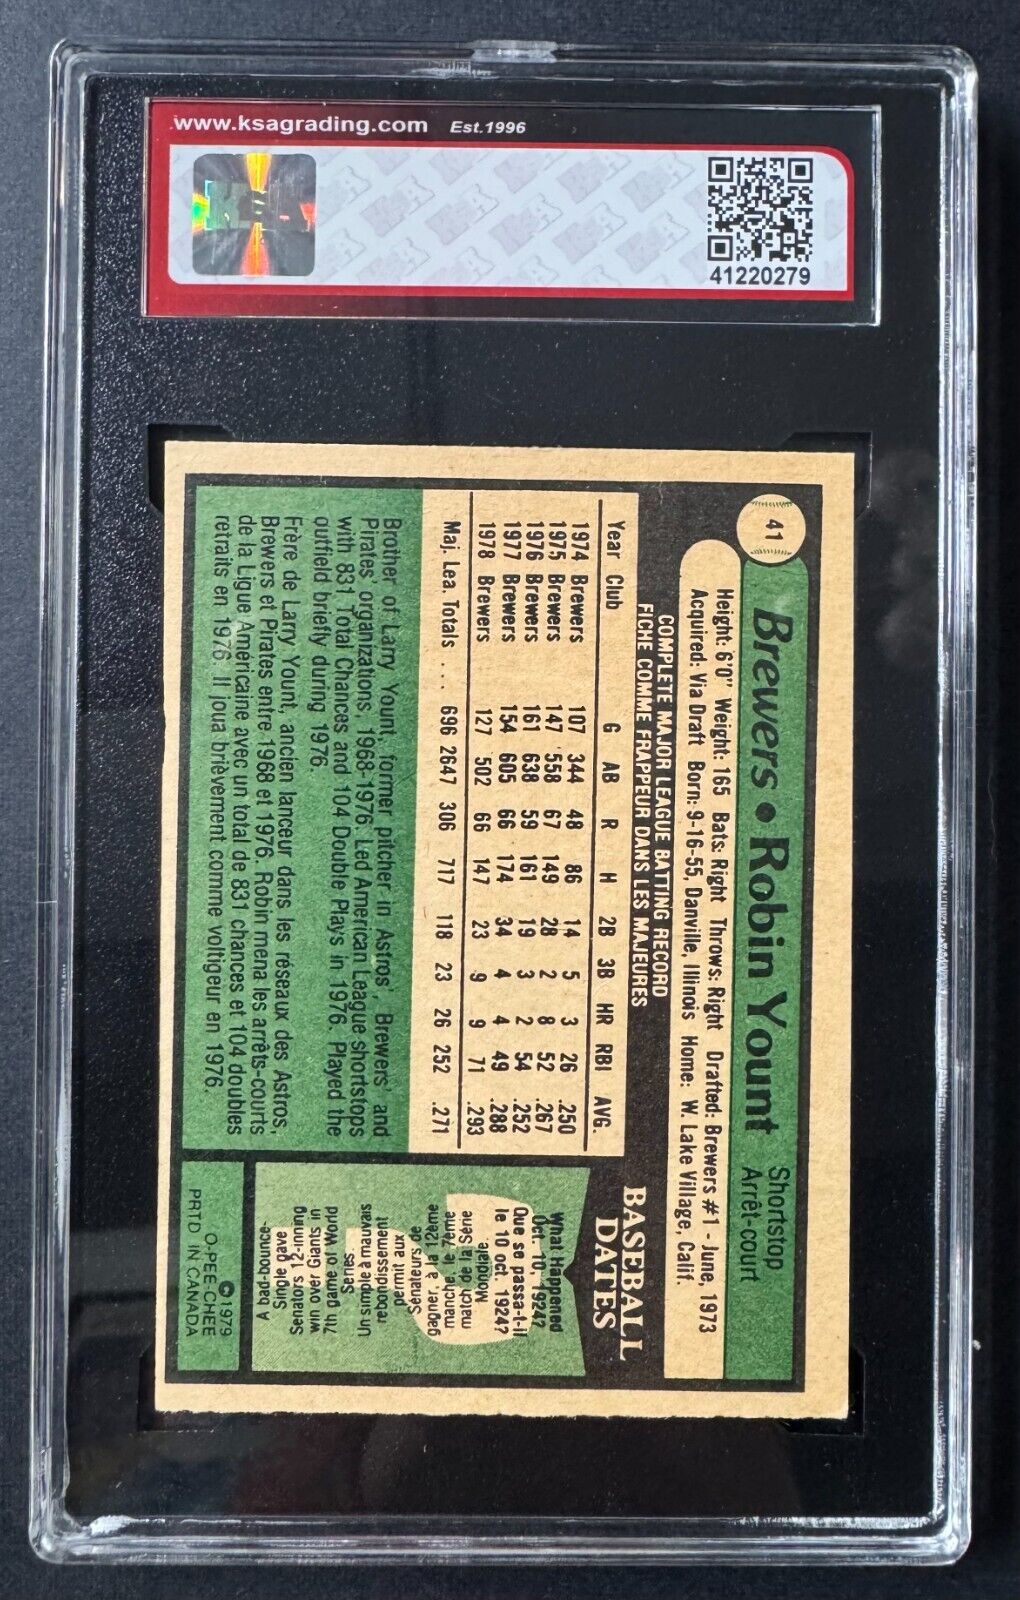 www.ksagrading.com Est.1996
41220279
41
Brewers • Robin Yount
Shortstop
Arrêt-court
Height: 6'0" Weight: 165 Bats: Right Throws: Right Drafted: Brewers #1 - June, 1973
Acquired: Via Draft Born: 9-16-55, Danville, Illinois Home: W. Lake Village, Calif.
COMPLETE MAJOR LEAGUE BATTING RECORD
FICHE COMME FRAPPEUR DANS LES MAJEURES
Year Club G AB R H 2B 3B HR RBI AVG.
1974 Brewers 107 344 48 86 14 5 3 26 .250
1975 Brewers 147 558 67 149 28 2 8 52 .267
1976 Brewers 161 638 59 161 19 3 2 54 .252
1977 Brewers 154 605 66 174 34 4 4 49 .288
1978 Brewers 127 502 66 147 23 9 9 71 .293
Maj. Lea. Totals .... 696 2647 306 717 118 23 26 252 .271
Brother of Larry Yount, former pitcher in Astros', Brewers' and
Pirates' organizations, 1968-1976. Led American League shortstops
with 831 Total Chances and 104 Double Play's in 1976. Played the
outfield briefly during 1976.
Frère de Larry Yount, ancien lanceur dans les réseaux des Astros,
Brewers et Pirates entre 1968 et 1976. Robin mena les arrêts-courts
de la Ligue Américaine avec un total de 831 chances et 104 doubles
retraits en 1976. Il joua brièvement comme voltigeur en 1976.
BASEBALL
DATES
What Happened
Oct. 10, 1924?
Que se passa-t-il
le 10 oct. 1924?
Mondiale
match de la Série
manche, le 7ème
gagner à la 12ème
Sénateurs de
permit aux
rebondissement
Un simple à mauvais
Series
7th game of World
win over Giants in
Senators 12-inning
Single gave
A bad-bounce
©1979
O-PEE-CHEE
PRTD IN CANADA